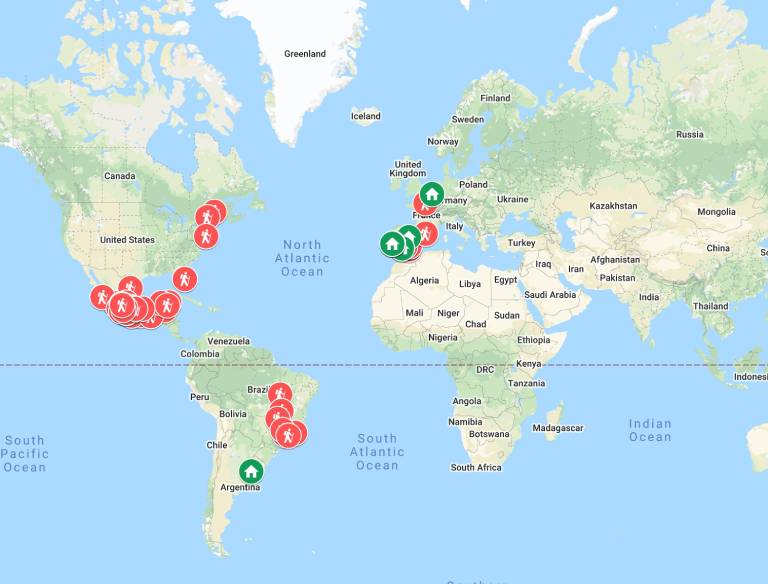 Greenland
Iceland
Finland
Sweden
Norway
Russia
Canada
United
Kingdom
Poland
Ukraine
Kazakhstan
Mongolia
France
Italy
United States
North
Atlantic
Ocean
Turkey
China
Afghanistan
Iraq
Iran
Pakistan
Algeria
Libya
Egypt
Saudi Arabia
India
Thailand
Mali
Niger
Chad
Sudan
Nigeria
Ethiopia
Venezuela
Colombia
DRC
Kenya
Tanzania
Peru
Bolivia
Angola
Namibia
Botswana
Madagascar
Indian
Ocean
South
Pacific
Ocean
South
Atlantic
Ocean
Chile
South Africa
Argentina